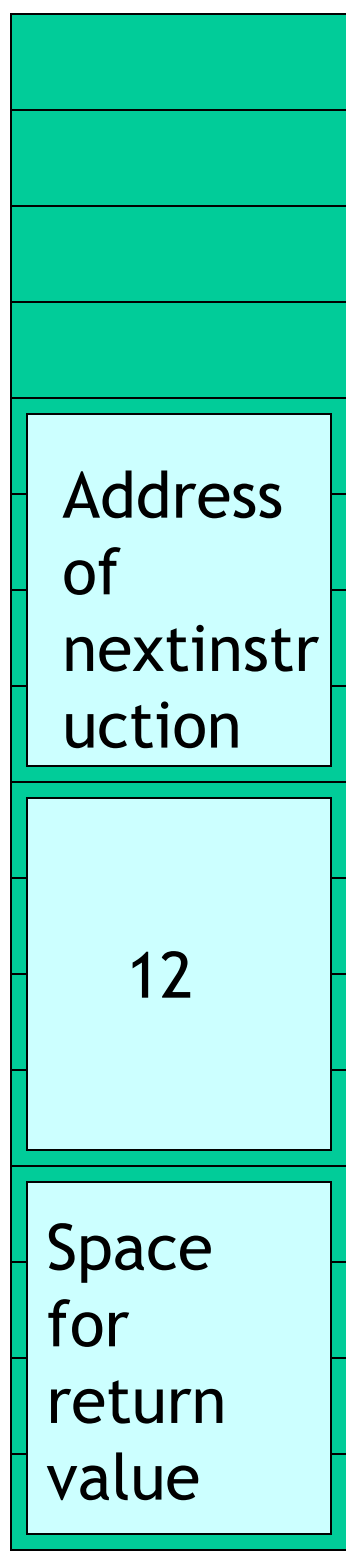 Address
of
nextinstr
uction
12
Space
for
return
value